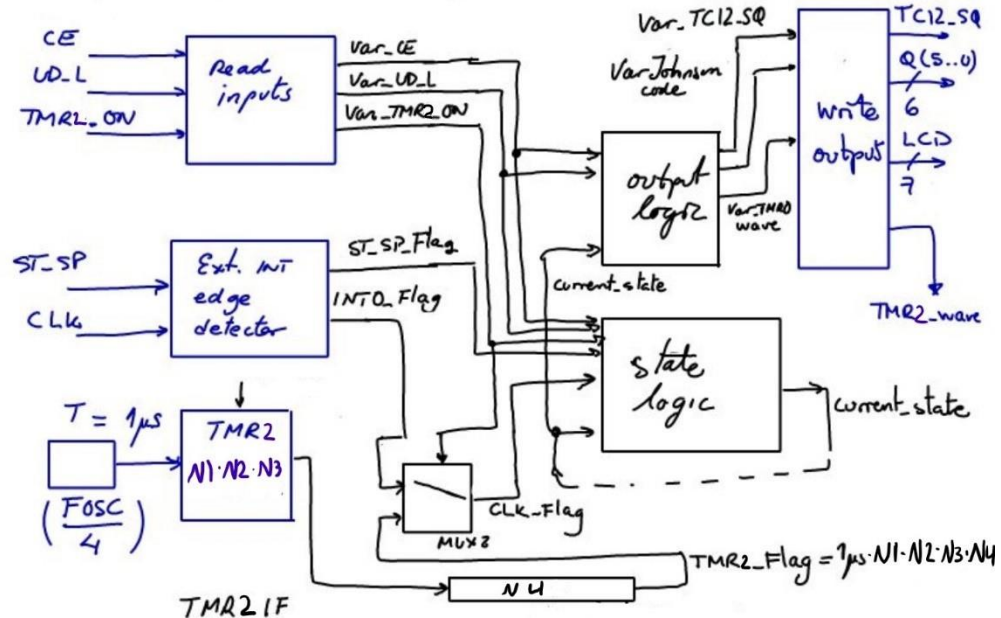 CE
UD_L
TMR2_ON
Read
inputs
Var_CE
Var_UD_L
Var_TMR2_ON
Var_TC12_SQ
Var Johnson
code
output
logic
Var_TMR0
wave
write
output
TC12_SQ
Q(5..0)
6
LCD
7
TMR2_wave
ST_SP
CLK
Ext. INT
edge
detector
ST_SP_Flag
INT0_Flag
current_state
state
logic
current_state
T = 1µs
(FOSC/4)
TMR2
N1·N2·N3
CLK_Flag
MUX2
TMR2_Flag = 1µs·N1·N2·N3·N4
N4
TMR2IF